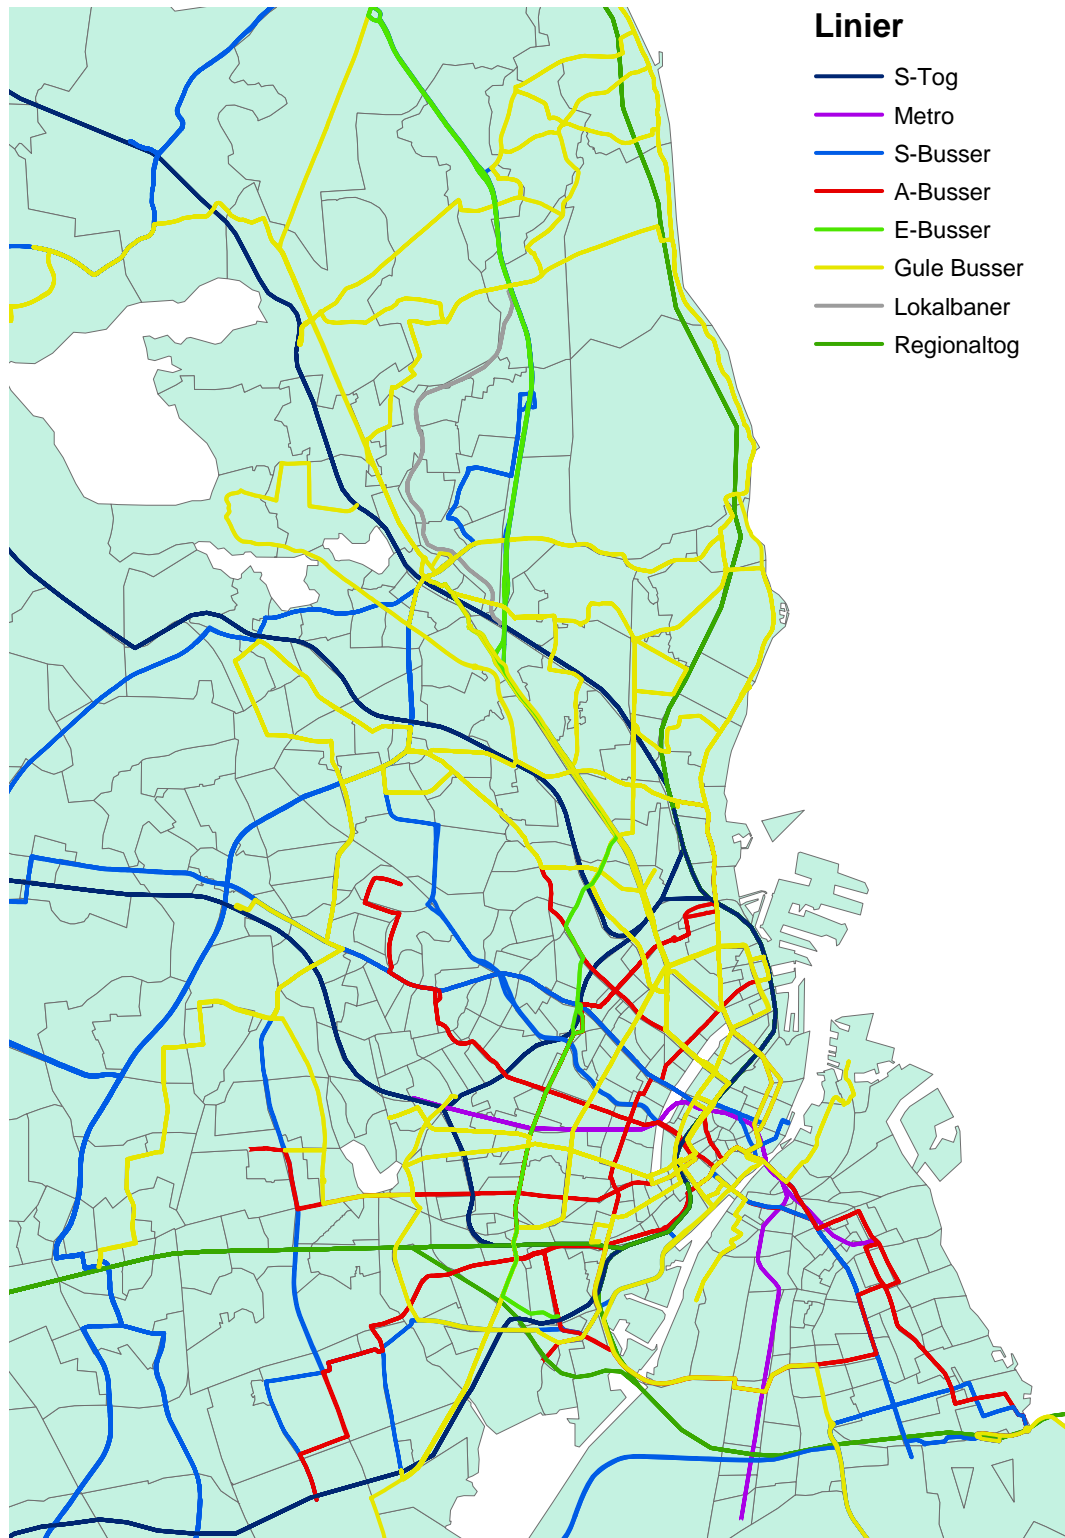 Linier
S-Tog
Metro
S-Busser
A-Busser
E-Busser
Gule Busser
Lokalbaner
Regionaltog